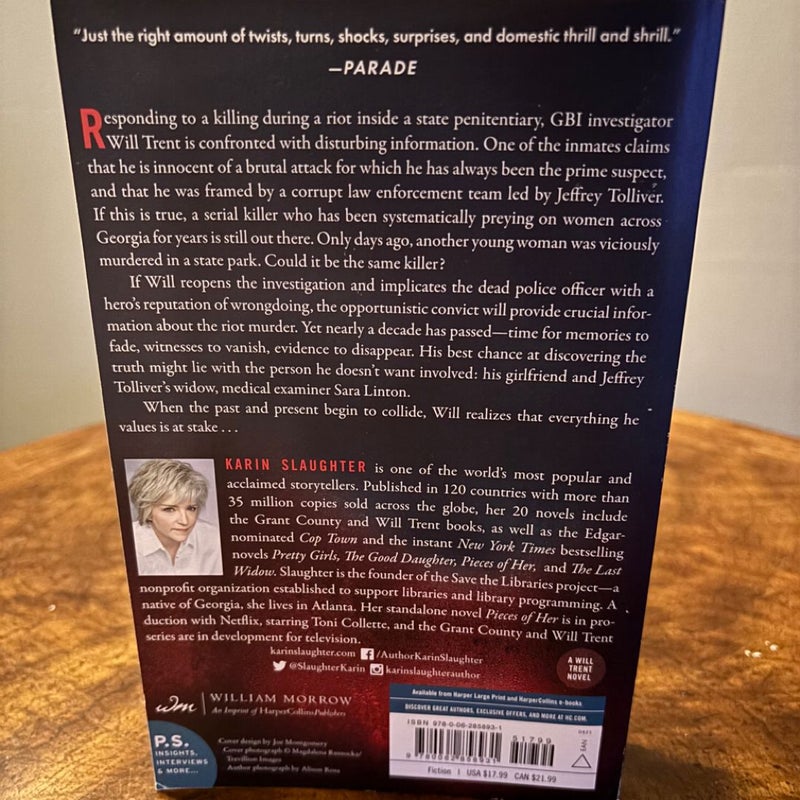 "Just the right amount of twists, turns, shocks, surprises, and domestic thrill and shrill."
—PARADE
Responding to a killing during a riot inside a state penitentiary, GBI investigator
Will Trent is confronted with disturbing information. One of the inmates claims
that he is innocent of a brutal attack for which he has always been the prime suspect,
and that he was framed by a corrupt law enforcement team led by Jeffrey Tolliver.
If this is true, a serial killer who has been systematically preying on women across
Georgia for years is still out there. Only days ago, another young woman was viciously
murdered in a state park. Could it be the same killer?
If Will reopens the investigation and implicates the dead police officer with a
hero's reputation of wrongdoing, the opportunistic convict will provide crucial infor-
mation about the riot murder. Yet nearly a decade has passed—time for memories to
fade, witnesses to vanish, evidence to disappear. His best chance at discovering the
truth might lie with the person he doesn't want involved: his girlfriend and Jeffrey
Tolliver's widow, medical examiner Sara Linton.
When the past and present begin to collide, Will realizes that everything he
values is at stake . . .
KARIN SLAUGHTER is one of the world's most popular and
acclaimed storytellers. Published in 120 countries with more than
35 million copies sold across the globe, her 20 novels include
the Grant County and Will Trent books, as well as the Edgar-
nominated Cop Town and the instant New York Times bestselling
novels Pretty Girls, The Good Daughter, Pieces of Her, and The Last
Widow. Slaughter is the founder of the Save the Libraries project—a
nonprofit organization established to support libraries and library programming. A
native of Georgia, she lives in Atlanta. Her standalone novel Pieces of Her is in pro-
duction with Netflix, starring Toni Collette, and the Grant County and Will Trent
series are in development for television.
karinslaughter.com /AuthorKarinSlaughter
@SlaughterKarin karinslaughterauthor
A WILL
TRENT
NOVEL
wm WILLIAM MORROW
An Imprint of HarperCollinsPublishers
Available from Harper Large Print and HarperCollins e-books
DISCOVER GREAT AUTHORS, EXCLUSIVE OFFERS, AND MORE AT HC.COM.
P.S.
INSIGHTS,
INTERVIEWS
& MORE...
Cover design by Joe Montgomery
Cover photograph © Magdalena Russocka/
Trevillion Images
Author photograph by Alison Rosa
ISBN 978-0-06-285893-1
51799
0621
EAN
9 780062 858931
Fiction | USA $17.99 CAN $21.99